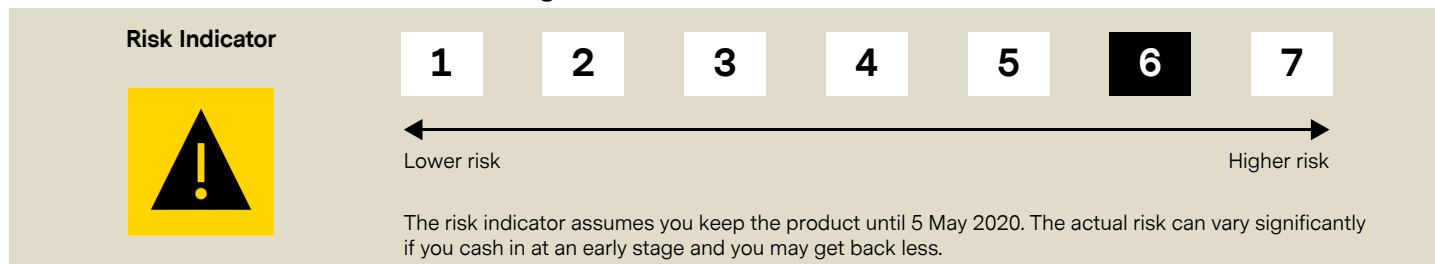 Risk Indicator
1 2 3 4 5 6 7
Lower risk Higher risk
The risk indicator assumes you keep the product until 5 May 2020. The actual risk can vary significantly
if you cash in at an early stage and you may get back less.